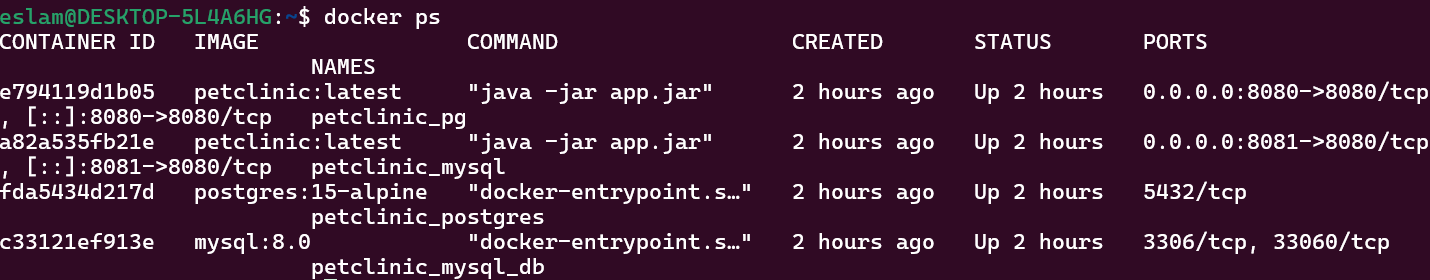 eslam@DESKTOP-5L4A6HG:~$ docker ps
CONTAINER ID   IMAGE                COMMAND                  CREATED       STATUS       PORTS
                        NAMES
e794119d1b05   petclinic:latest     "java -jar app.jar"      2 hours ago   Up 2 hours   0.0.0.0:8080->8080/tcp
, [::]:8080->8080/tcp   petclinic_pg
a82a535fb21e   petclinic:latest     "java -jar app.jar"      2 hours ago   Up 2 hours   0.0.0.0:8081->8080/tcp
, [::]:8081->8080/tcp   petclinic_mysql
fda5434d217d   postgres:15-alpine   "docker-entrypoint.s…"   2 hours ago   Up 2 hours   5432/tcp
                        petclinic_postgres
c33121ef913e   mysql:8.0            "docker-entrypoint.s…"   2 hours ago   Up 2 hours   3306/tcp, 33060/tcp
                        petclinic_mysql_db